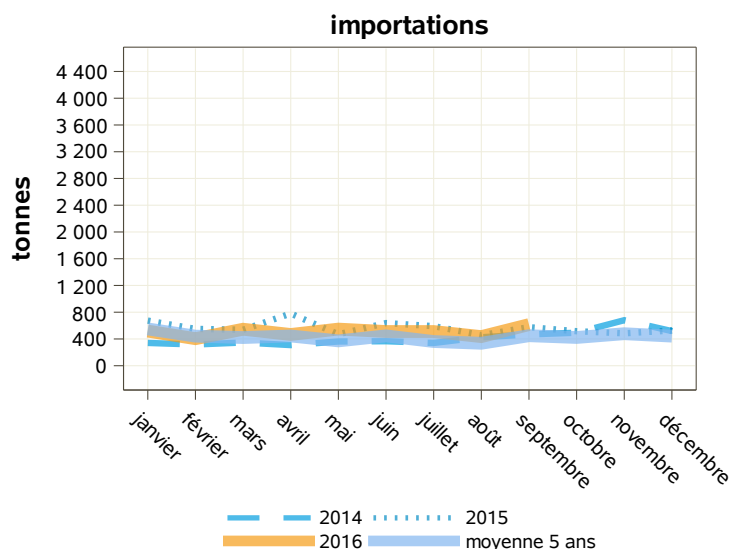 importations
tonnes
4 400
4 000
3 600
3 200
2 800
2 400
2 000
1 600
1 200
800
400
0
janvier
février
mars
avril
mai
juin
juillet
août
septembre
octobre
novembre
décembre
2014
2015
2016
moyenne 5 ans